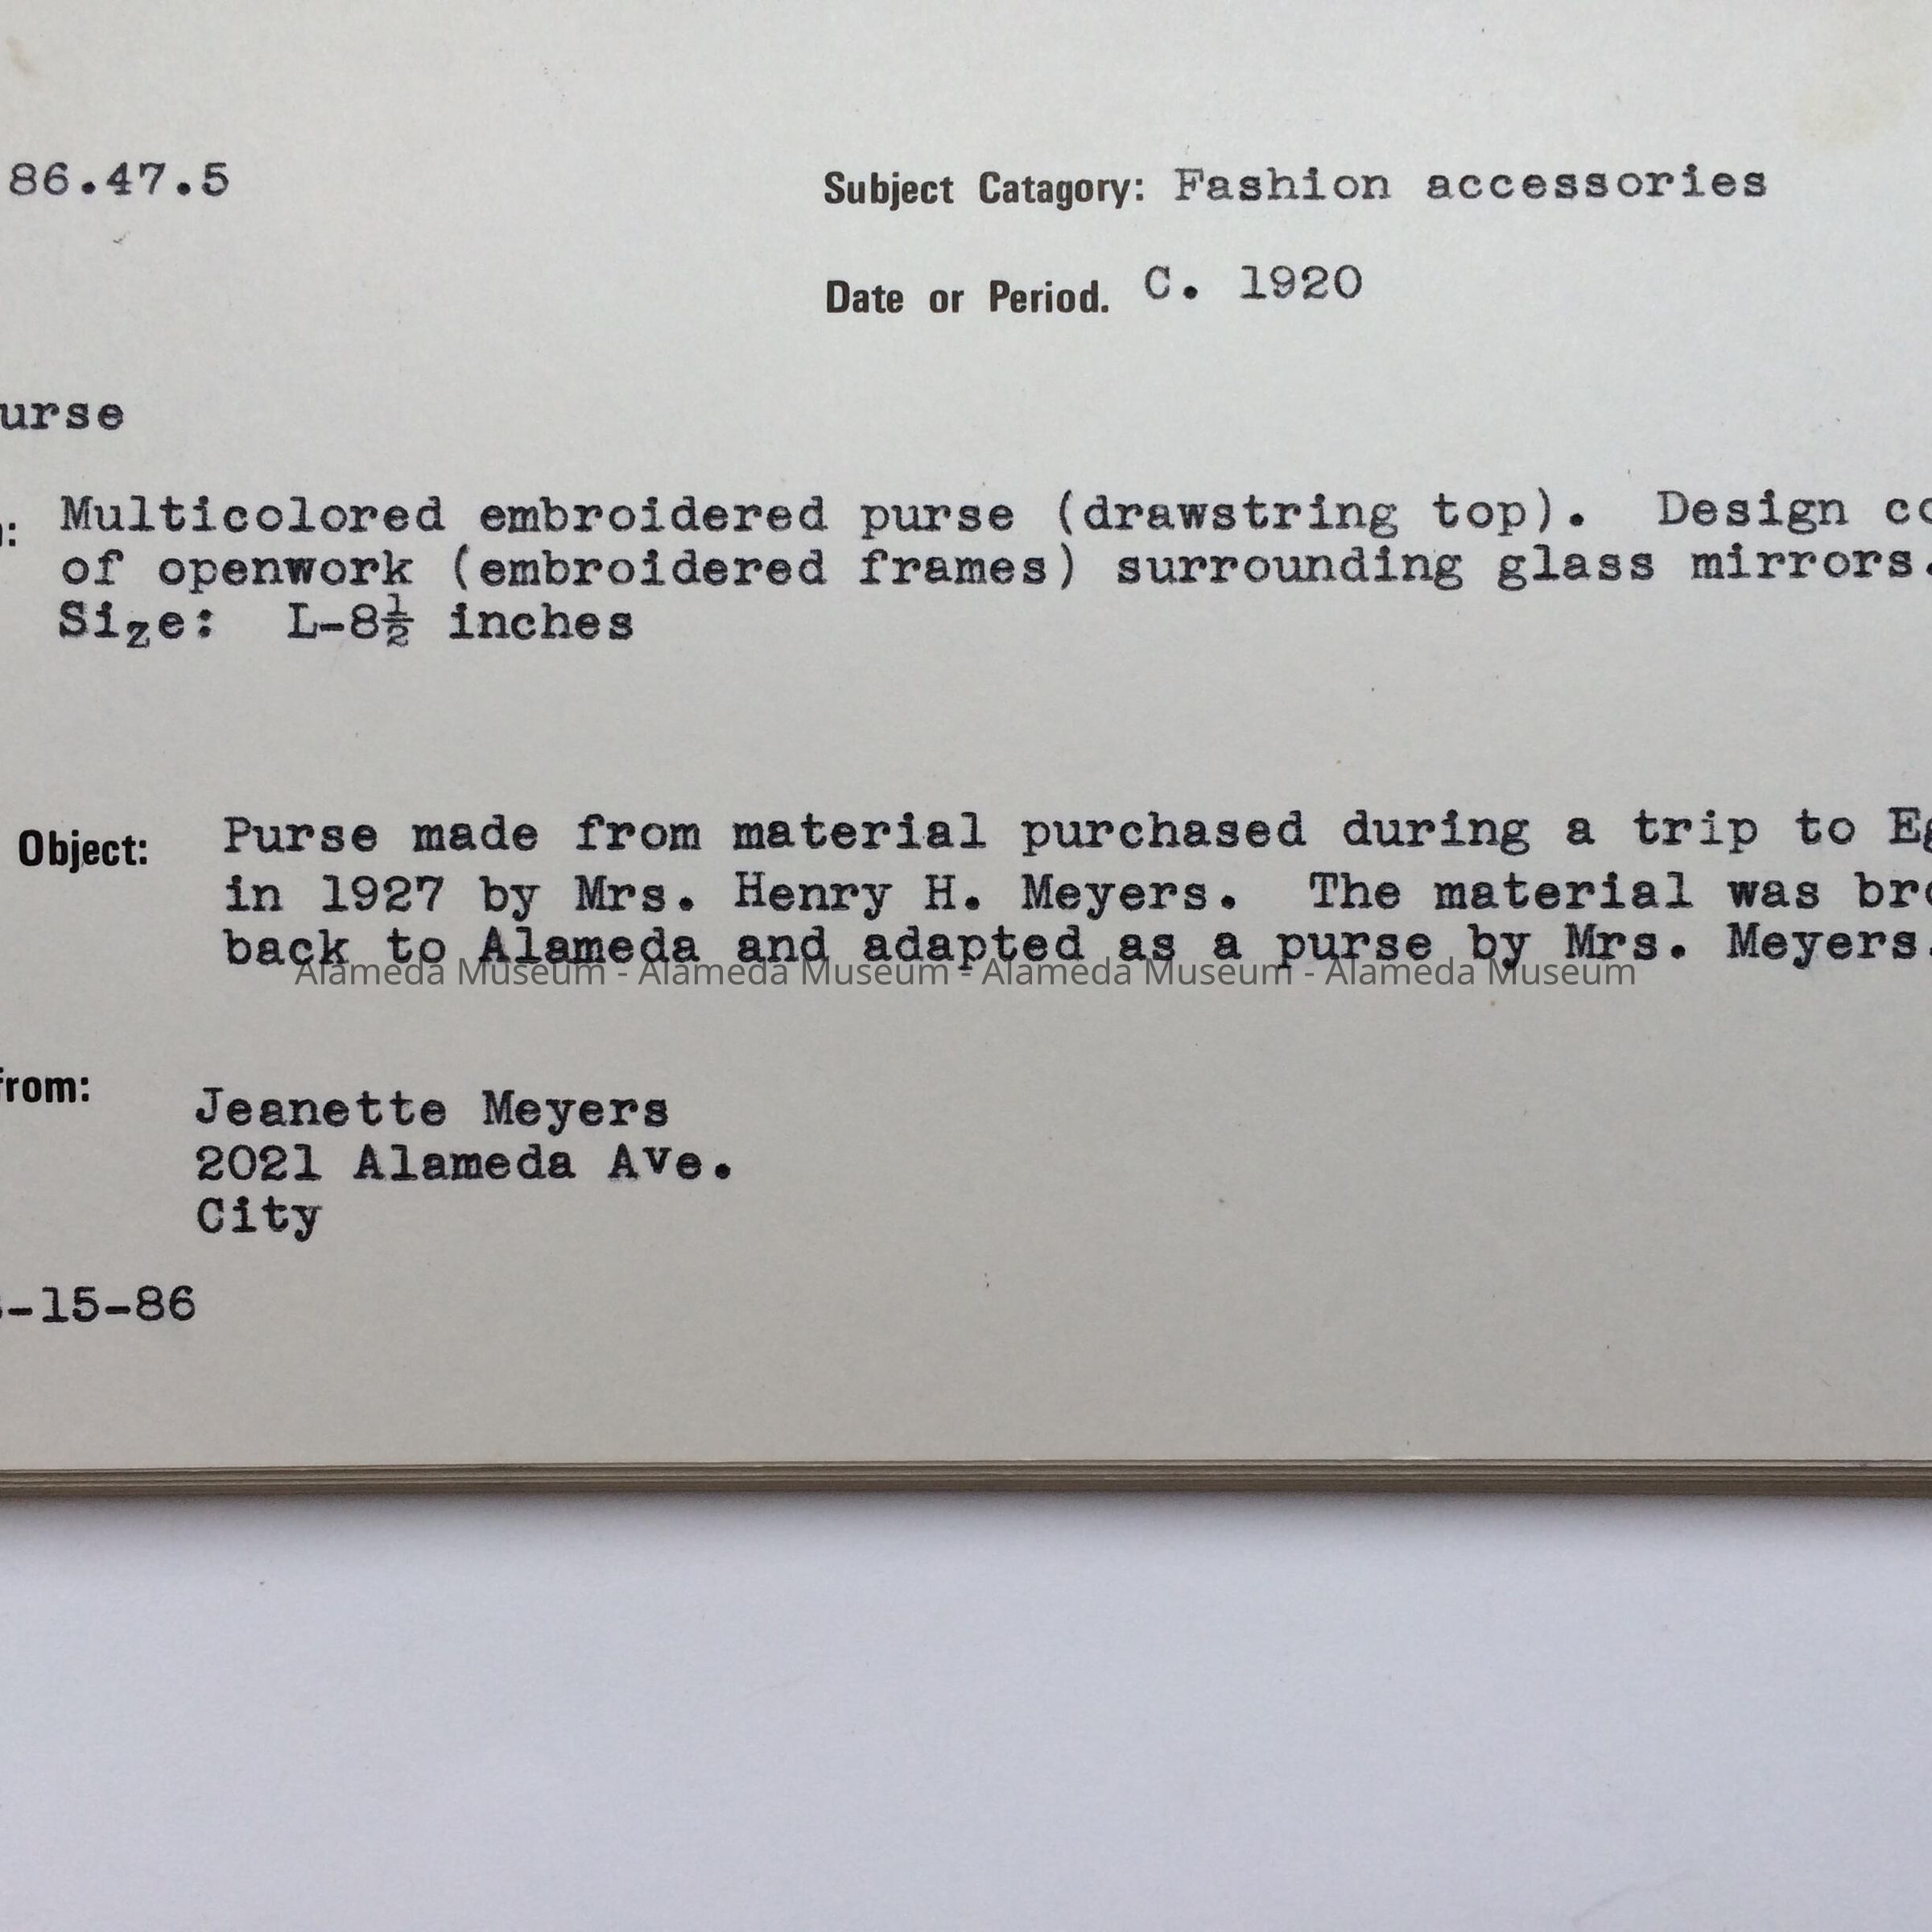 86.47.5
Subject Catagory: Fashion accessories
Date or Period. C. 1920
urse
: Multicolored embroidered purse (drawstring top). Design co
of openwork (embroidered frames) surrounding glass mirrors.
Size: L-8½ inches
Object: Purse made from material purchased during a trip to Eg
in 1927 by Mrs. Henry H. Meyers. The material was bro
back to Alameda and adapted as a purse by Mrs. Meyers.
Alameda Museum - Alameda Museum - Alameda Museum - Alameda Museum
from:
Jeanette Meyers
2021 Alameda Ave.
City
-15-86